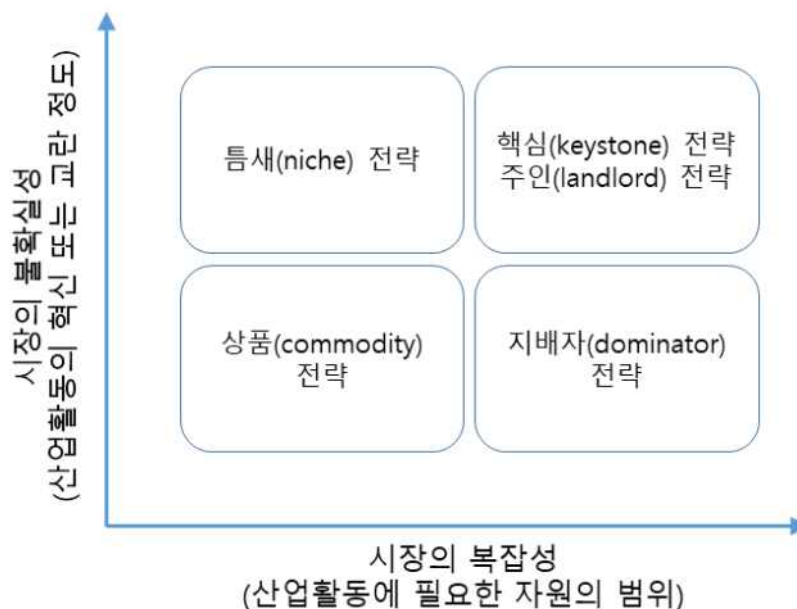 시장의 불확실성
(산업활동의 혁신 또는 교란 정도)
틈새(niche) 전략
핵심(keystone) 전략
주인(landlord) 전략
상품(commodity)
전략
지배자(dominator)
전략
시장의 복잡성
(산업활동에 필요한 자원의 범위)